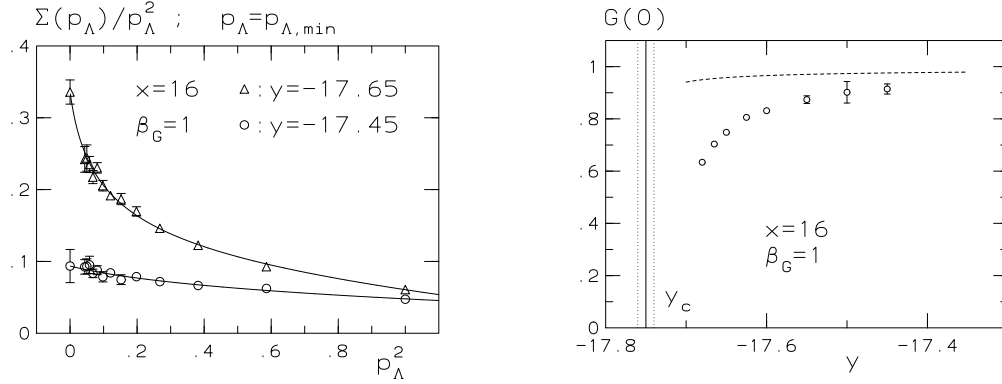 Σ(p_Λ)/p_Λ^2 ; p_Λ=p_Λ,min
.4
.3
.2
.1
0
x=16 △: y=-17.65
β_G=1 ○: y=-17.45
0 .2 .4 .6 .8 1
p_Λ^2
G(0)
1
.8
.6
.4
.2
0
x=16
β_G=1
y_c
-17.8 -17.6 -17.4
y